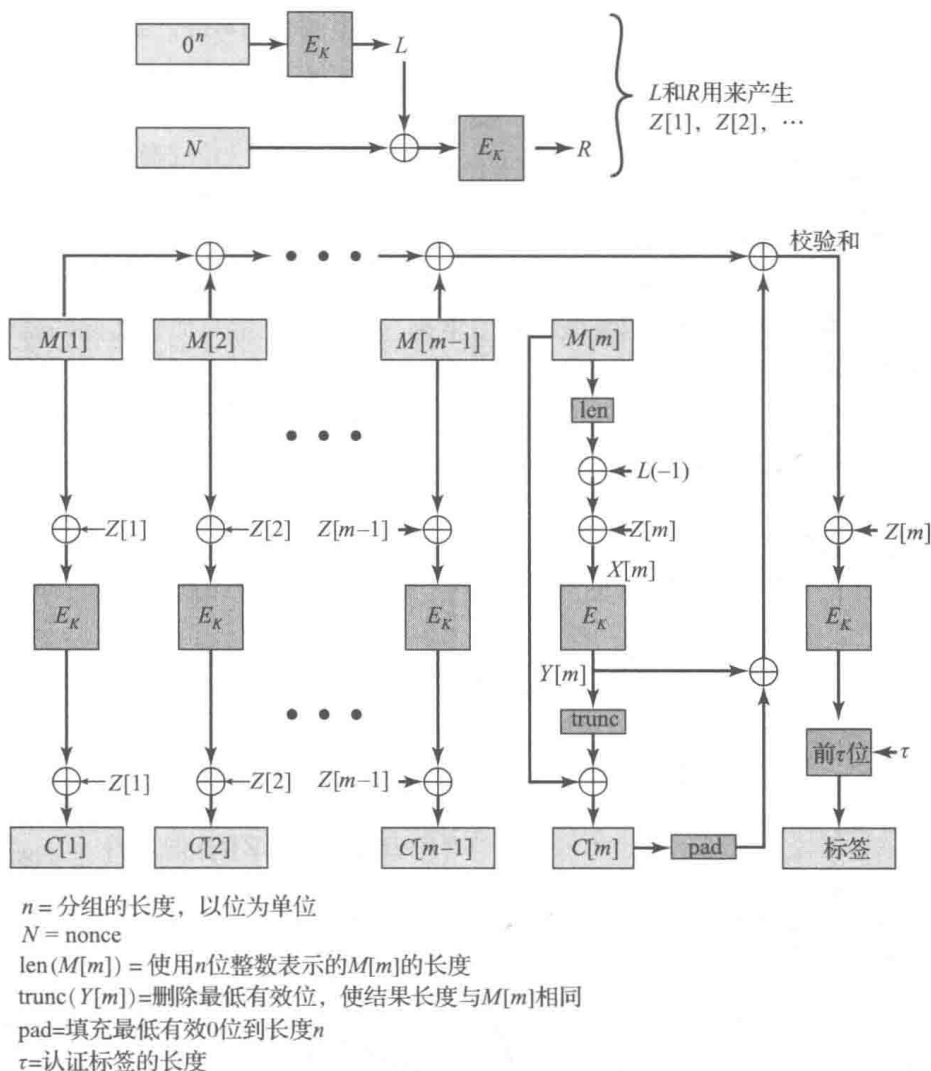 0ⁿ
E_K
L
N
E_K
R
L和R用来产生
Z[1],Z[2],…
校验和
M[1]
M[2]
M[m−1]
M[m]
len
L(−1)
Z[1]
Z[2]
Z[m−1]
Z[m]
Z[m]
X[m]
E_K
E_K
E_K
E_K
E_K
Y[m]
trunc
前τ位
τ
Z[1]
Z[2]
Z[m−1]
C[1]
C[2]
C[m−1]
C[m]
pad
标签
n = 分组的长度，以位为单位
N = nonce
len(M[m]) = 使用n位整数表示的M[m]的长度
trunc(Y[m])=删除最低有效位，使结果长度与M[m]相同
pad=填充最低有效0位到长度n
τ=认证标签的长度